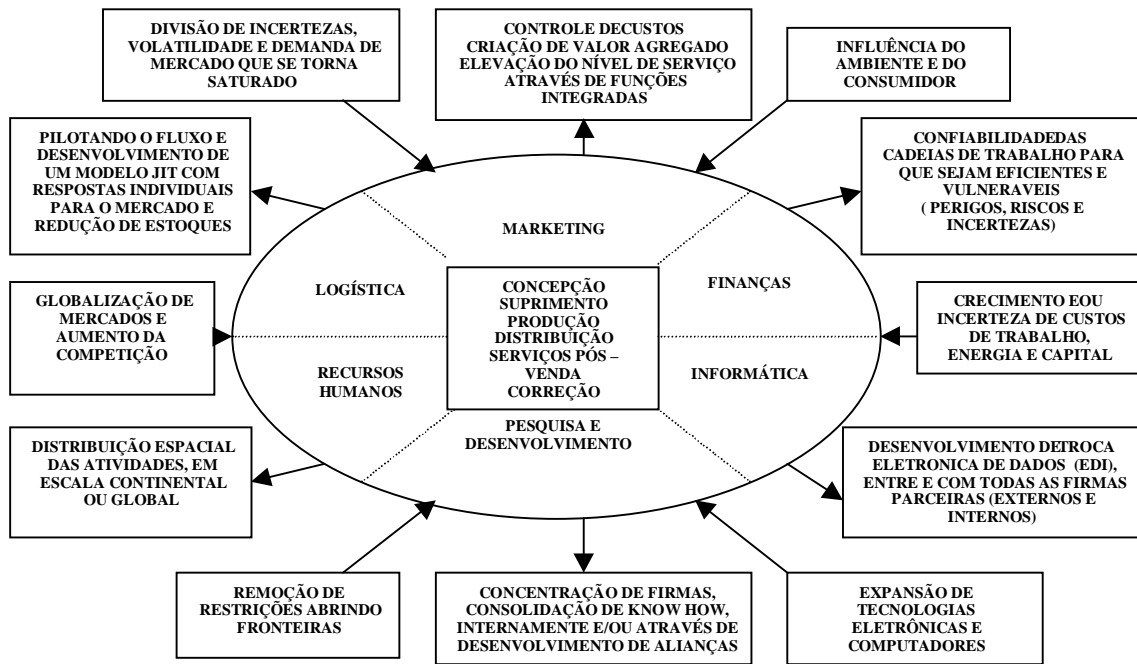 DIVISÃO DE INCERTEZAS,
VOLATILIDADE E DEMANDA DE
MERCADO QUE SE TORNA
SATURADO
CONTROLE DECUSTOS
CRIAÇÃO DE VALOR AGREGADO
ELEVAÇÃO DO NÍVEL DE SERVIÇO
ATRAVÉS DE FUNÇÕES
INTEGRADAS
INFLUÊNCIA DO
AMBIENTE E DO
CONSUMIDOR
PILOTANDO O FLUXO E
DESENVOLVIMENTO DE
UM MODELO JIT COM
RESPOSTAS INDIVIDUAIS
PARA O MERCADO E
REDUÇÃO DE ESTOQUES
CONFIABILIDADEDAS
CADEIAS DE TRABALHO PARA
QUE SEJAM EFICIENTES E
VULNERAVEIS
( PERIGOS, RISCOS E
INCERTEZAS)
MARKETING
LOGÍSTICA
FINANÇAS
CONCEPÇÃO
SUPRIMENTO
PRODUÇÃO
DISTRIBUIÇÃO
SERVIÇOS PÓS –
VENDA
CORREÇÃO
GLOBALIZAÇÃO DE
MERCADOS E
AUMENTO DA
COMPETIÇÃO
CRECIMENTO EOU
INCERTEZA DE CUSTOS
DE TRABALHO,
ENERGIA E CAPITAL
RECURSOS
HUMANOS
INFORMÁTICA
PESQUISA E
DESENVOLVIMENTO
DISTRIBUIÇÃO ESPACIAL
DAS ATIVIDADES, EM
ESCALA CONTINENTAL
OU GLOBAL
DESENVOLVIMENTO DETROCA
ELETRONICA DE DADOS (EDI),
ENTRE E COM TODAS AS FIRMAS
PARCEIRAS (EXTERNOS E
INTERNOS)
REMOÇÃO DE
RESTRIÇÕES ABRINDO
FRONTEIRAS
CONCENTRAÇÃO DE FIRMAS,
CONSOLIDAÇÃO DE KNOW HOW,
INTERNAMENTE E/OU ATRAVÉS DE
DESENVOLVIMENTO DE ALIANÇAS
EXPANSÃO DE
TECNOLOGIAS
ELETRÔNICAS E
COMPUTADORES